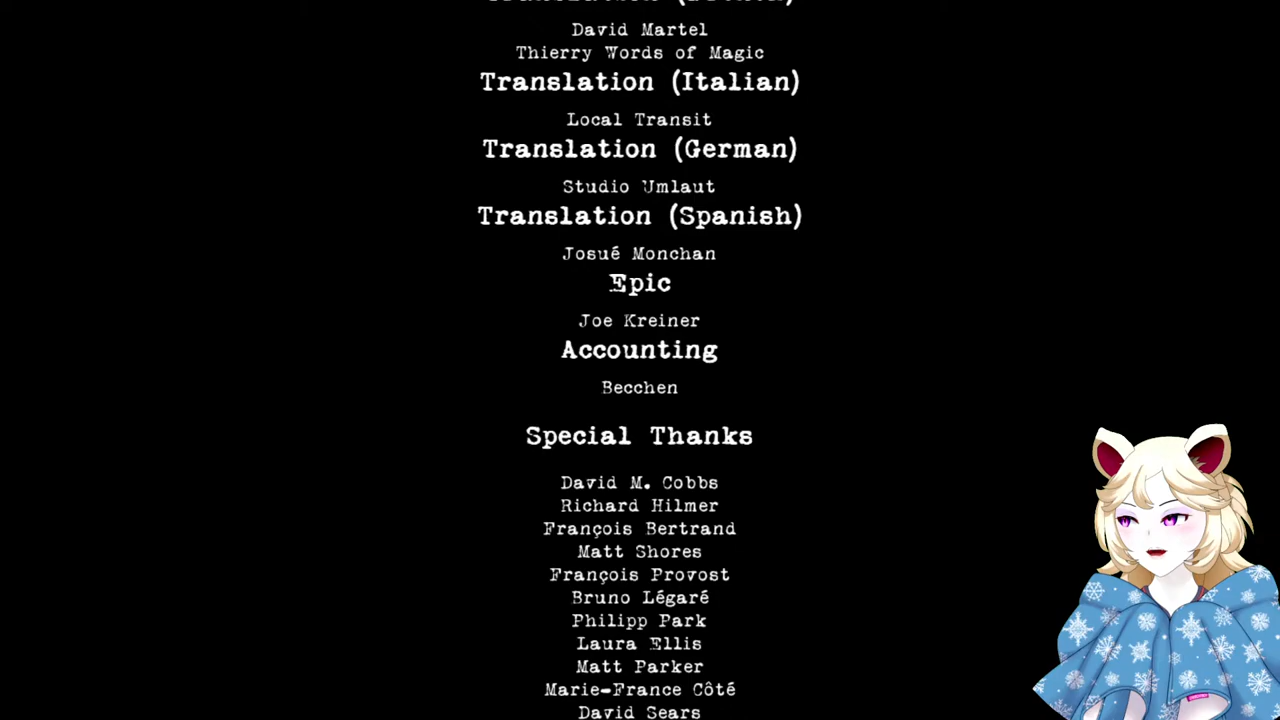 David Martel
Thierry Words of Magic
Translation (Italian)
Local Transit
Translation (German)
Studio Umlaut
Translation (Spanish)
Josué Monchan
Epic
Joe Kreiner
Accounting
Becchen
Special Thanks
David M. Cobbs
Richard Hilmer
François Bertrand
Matt Shores
François Provost
Bruno Légaré
Philipp Park
Laura Ellis
Matt Parker
Marie-France Côté
David Sears